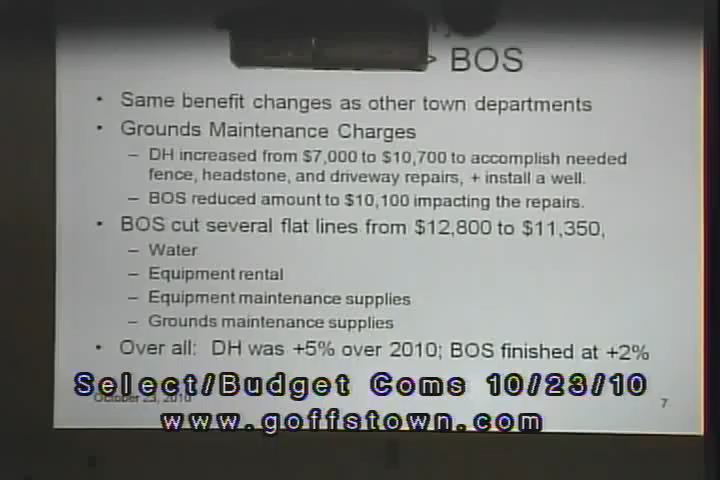 > BOS
• Same benefit changes as other town departments
• Grounds Maintenance Charges
– DH increased from $7,000 to $10,700 to accomplish needed
fence, headstone, and driveway repairs, + install a well.
– BOS reduced amount to $10,100 impacting the repairs.
• BOS cut several flat lines from $12,800 to $11,350,
– Water
– Equipment rental
– Equipment maintenance supplies
– Grounds maintenance supplies
• Over all: DH was +5% over 2010; BOS finished at +2%
Select/Budget Coms 10/23/10
October 23, 2010
7
www.goffstown.com